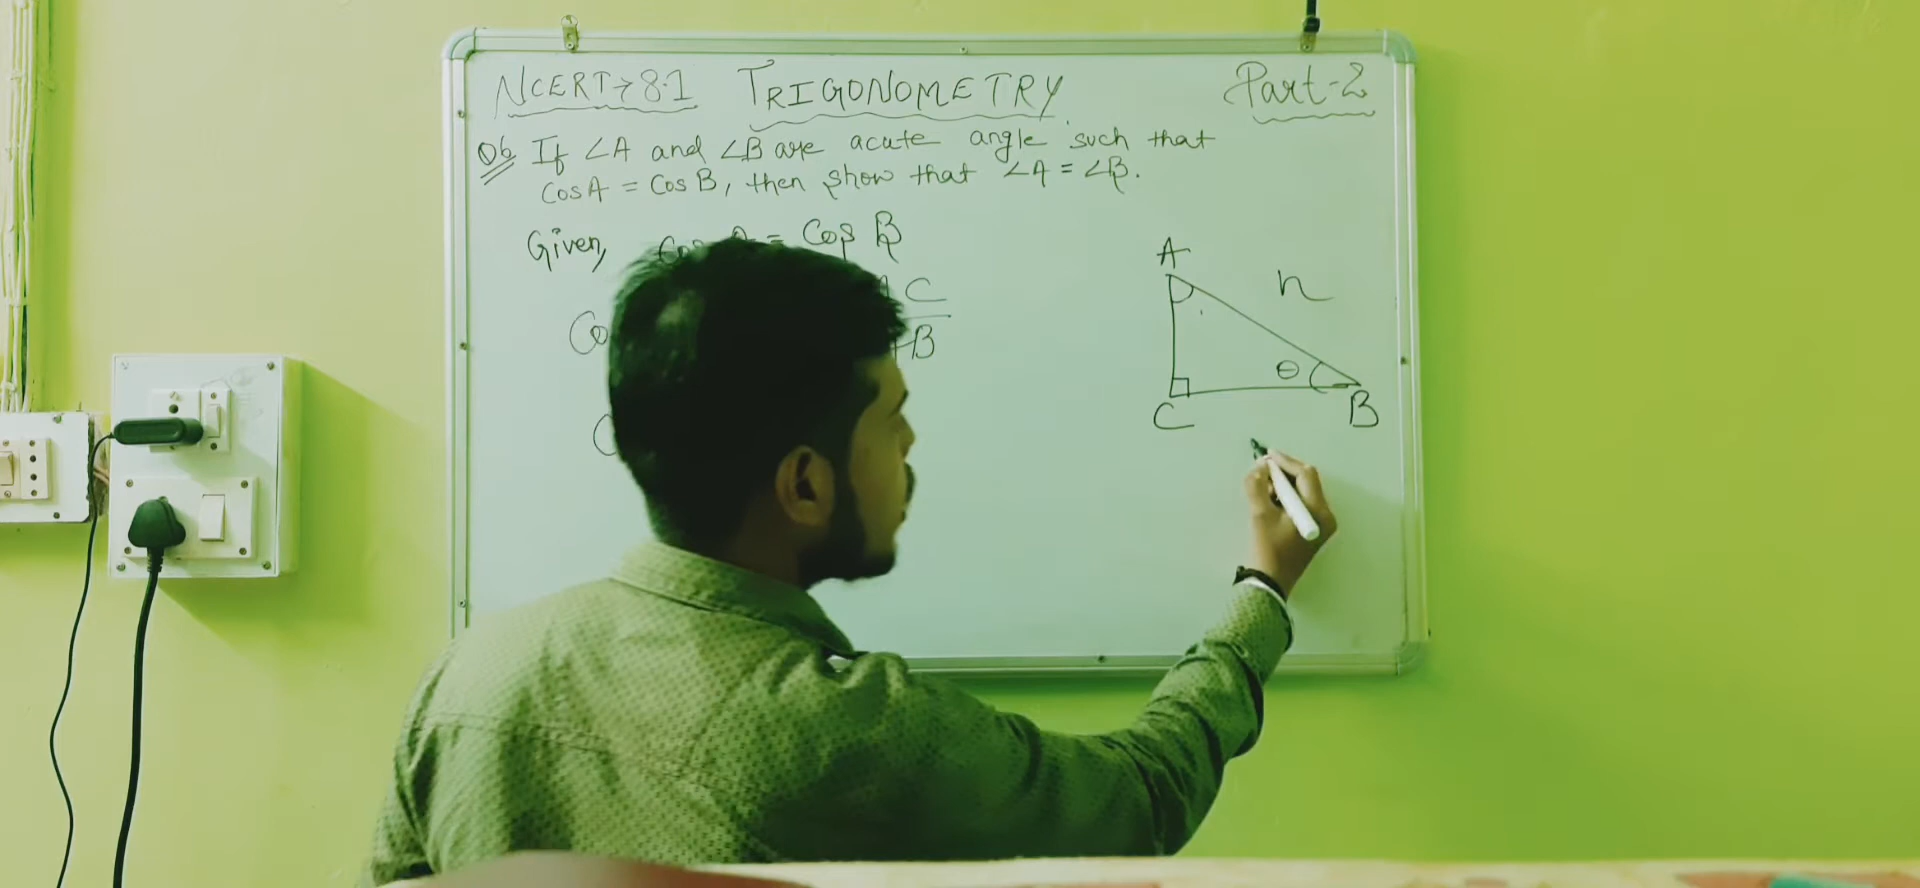 NCERT → 8.1 TRIGONOMETRY Part-2
Q6 If ∠A and ∠B are acute angle such that
Cos A = Cos B, then show that ∠A = ∠B.
Given, = Cos B
C
B
A
h
θ
C B